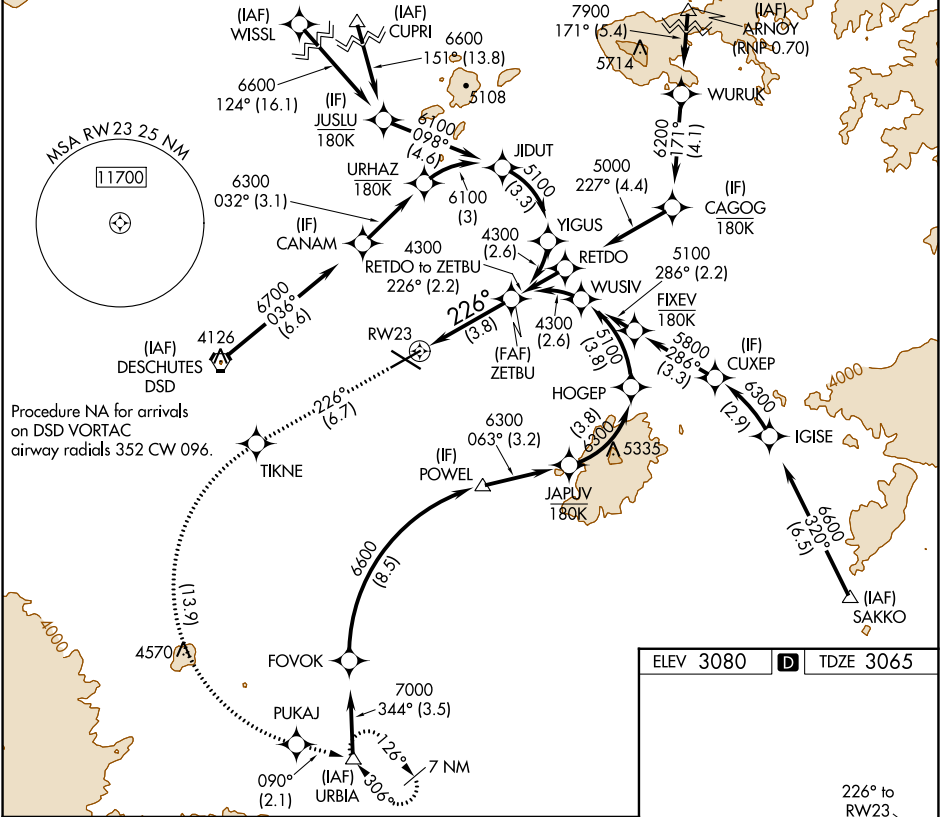 (IAF)
WISSL
(IAF)
CUPRI
6600
151° (13.8)
6600
124° (16.1)
7900
171° (5.4)
(IAF)
ARNOY
(RNP 0.70)
5714
5108
WURUK
(IF)
JUSLU
180K
6100
098°
(4.6)
6200
171°
(4.1)
MSA RW23 25 NM
11700
JIDUT
URHAZ
180K
6100
(3)
5100
(3.3)
5000
227° (4.4)
(IF)
CAGOG
180K
6300
032° (3.1)
(IF)
CANAM
YIGUS
4300
(2.6)
4300
RETDO to ZETBU
226° (2.2)
RETDO
5100
286° (2.2)
WUSIV
FIXEV
180K
6700
036°
(6.6)
226°
(3.8)
4300
(2.6)
5100
(3.8)
5800
286°
(3.3)
(IF)
CUXEP
4126
(IAF)
DESCHUTES
DSD
RW23
(FAF)
ZETBU
HOGEP
6300
(2.9)
4000
IGISE
Procedure NA for arrivals
on DSD VORTAC
airway radials 352 CW 096.
226°
(6.7)
TIKNE
6300
063° (3.2)
(IF)
POWEL
(3.8)
6300
5335
JAPUV
180K
6600
320°
(6.5)
(IAF)
SAKKO
6600
(8.5)
(13.9)
4000
4570
FOVOK
7000
344° (3.5)
PUKAJ
090°
(2.1)
(IAF)
URBIA
126°
306°
7 NM
ELEV 3080
D
TDZE 3065
226° to
RW23